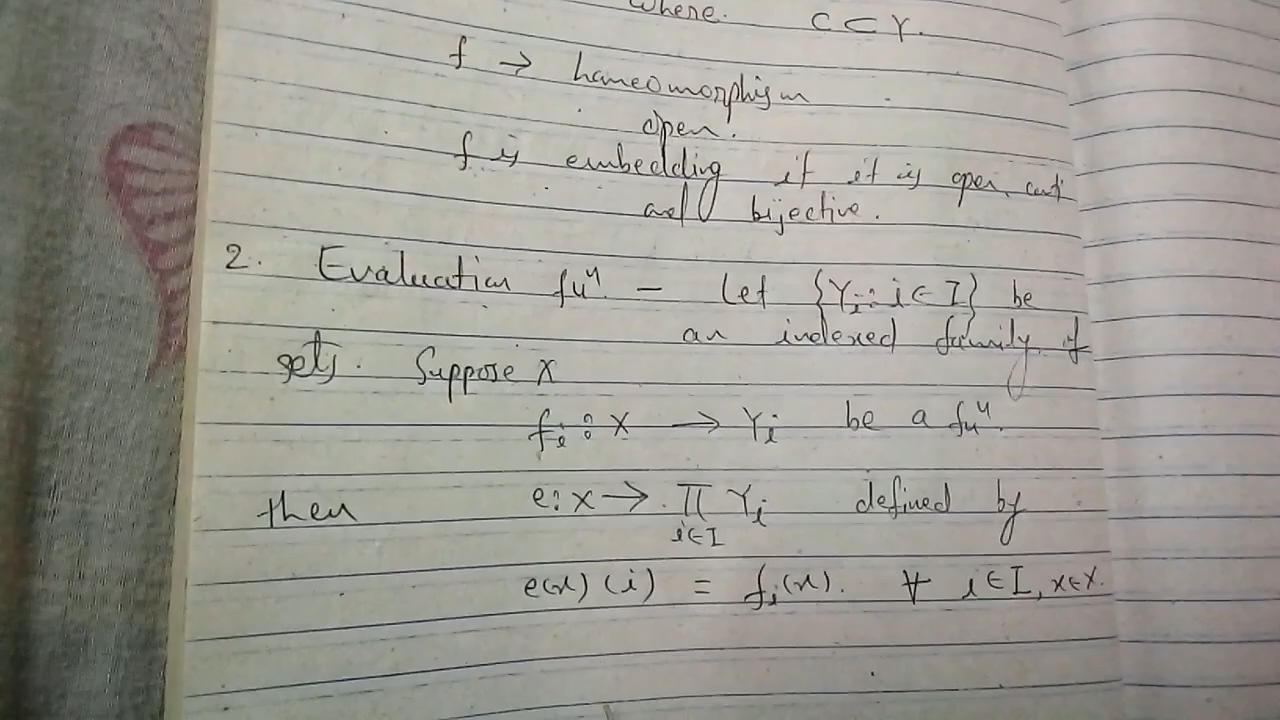 where. C ⊂ Y.
f → homeomorphism
open.
f is embedding if it is open, cont
and bijective.
2. Evaluation fuⁿ. - Let {Yᵢ : i ∈ I} be
an indexed family of
sets. Suppose X
fᵢ : X → Yᵢ be a fuⁿ.
then e : x → ∏ Yᵢ defined by
i∈I
e(x) (i) = fᵢ(x). ∀ i ∈ I, x ∈ X.